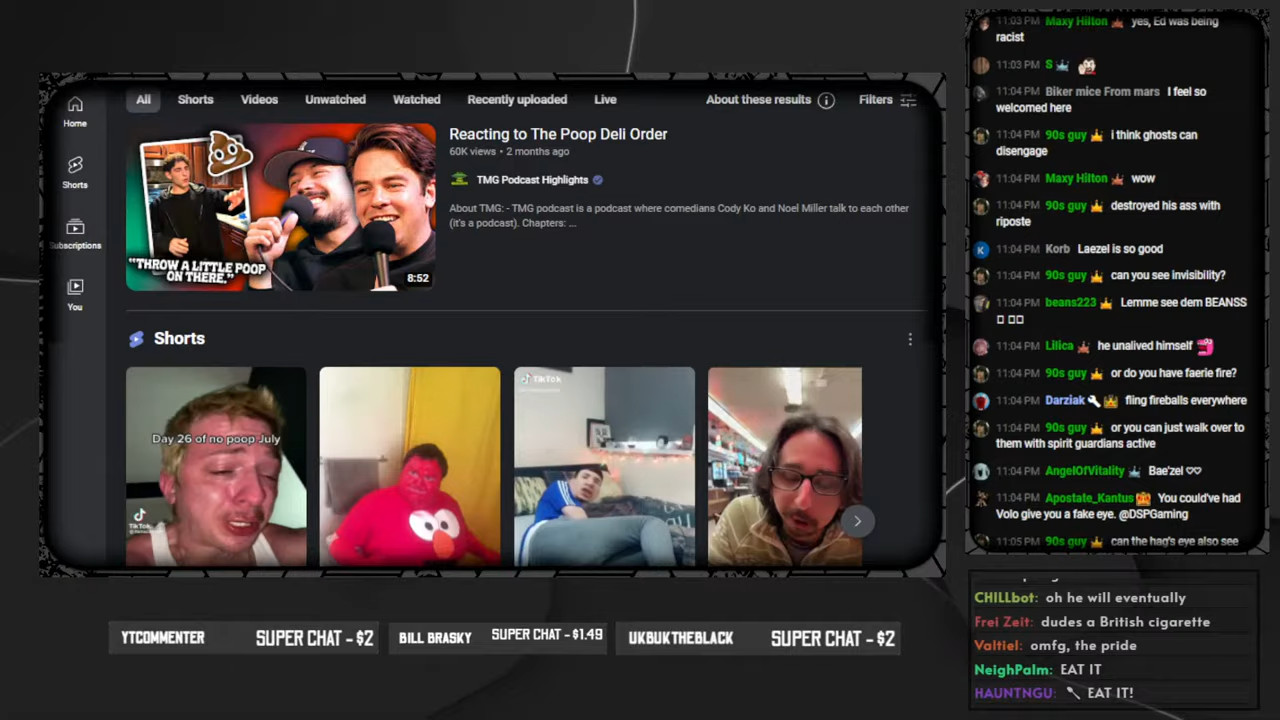 All
Shorts
Videos
Unwatched
Watched
Recently uploaded
Live
About these results
Filters
Home
Shorts
Subscriptions
You
"THROW A LITTLE POOP
ON THERE."
8:52
Reacting to The Poop Deli Order
60K views • 2 months ago
TMG Podcast Highlights
About TMG: - TMG podcast is a podcast where comedians Cody Ko and Noel Miller talk to each other
(it's a podcast). Chapters: ...
Shorts
Day 26 of no poop July
TikTok
TikTok
YTCOMMENTER SUPER CHAT - $2
BILL BRASKY SUPER CHAT - $1.49
UKBUKTHEBLACK SUPER CHAT - $2
11:03 PM Maxy Hilton yes, Ed was being
racist
11:03 PM S
11:04 PM Biker mice From mars I feel so
welcomed here
11:04 PM 90s guy i think ghosts can
disengage
11:04 PM Maxy Hilton wow
11:04 PM 90s guy destroyed his ass with
riposte
K 11:04 PM Korb Laezel is so good
11:04 PM 90s guy can you see invisibility?
11:04 PM beans223 Lemme see dem BEANSS
11:04 PM Lilica he unalived himself
11:04 PM 90s guy or do you have faerie fire?
11:04 PM Darziak fling fireballs everywhere
11:04 PM 90s guy or you can just walk over to
them with spirit guardians active
11:04 PM AngelOfVitality Bae'zel ♡♡
11:04 PM Apostate_Kantus You could've had
Volo give you a fake eye. @DSPGaming
11:05 PM 90s guy can the hag's eye also see
CHILLbot: oh he will eventually
Frei Zeit: dudes a British cigarette
Valtiel: omfg, the pride
NeighPalm: EAT IT
HAUNTNGU: EAT IT!